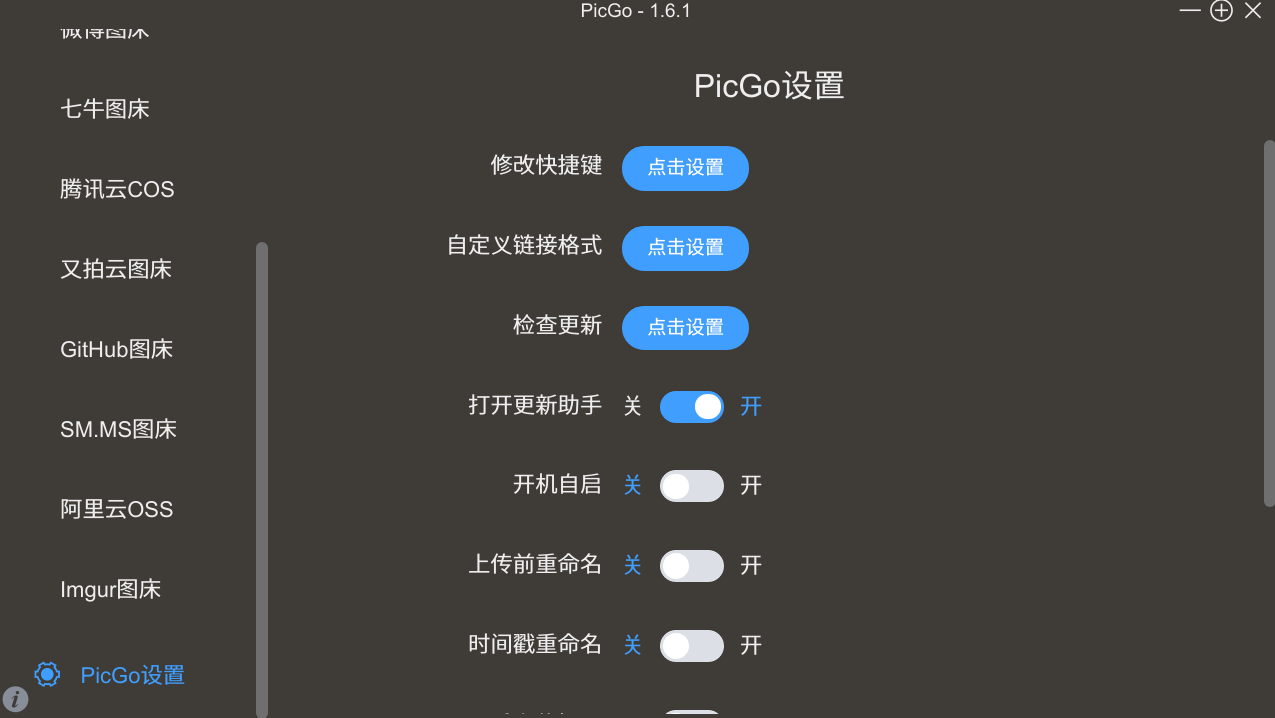 PicGo - 1.6.1
微博图床
七牛图床
腾讯云COS
又拍云图床
GitHub图床
SM.MS图床
阿里云OSS
Imgur图床
PicGo设置
PicGo设置
修改快捷键 点击设置
自定义链接格式 点击设置
检查更新 点击设置
打开更新助手 关 开
开机自启 关 开
上传前重命名 关 开
时间戳重命名 关 开